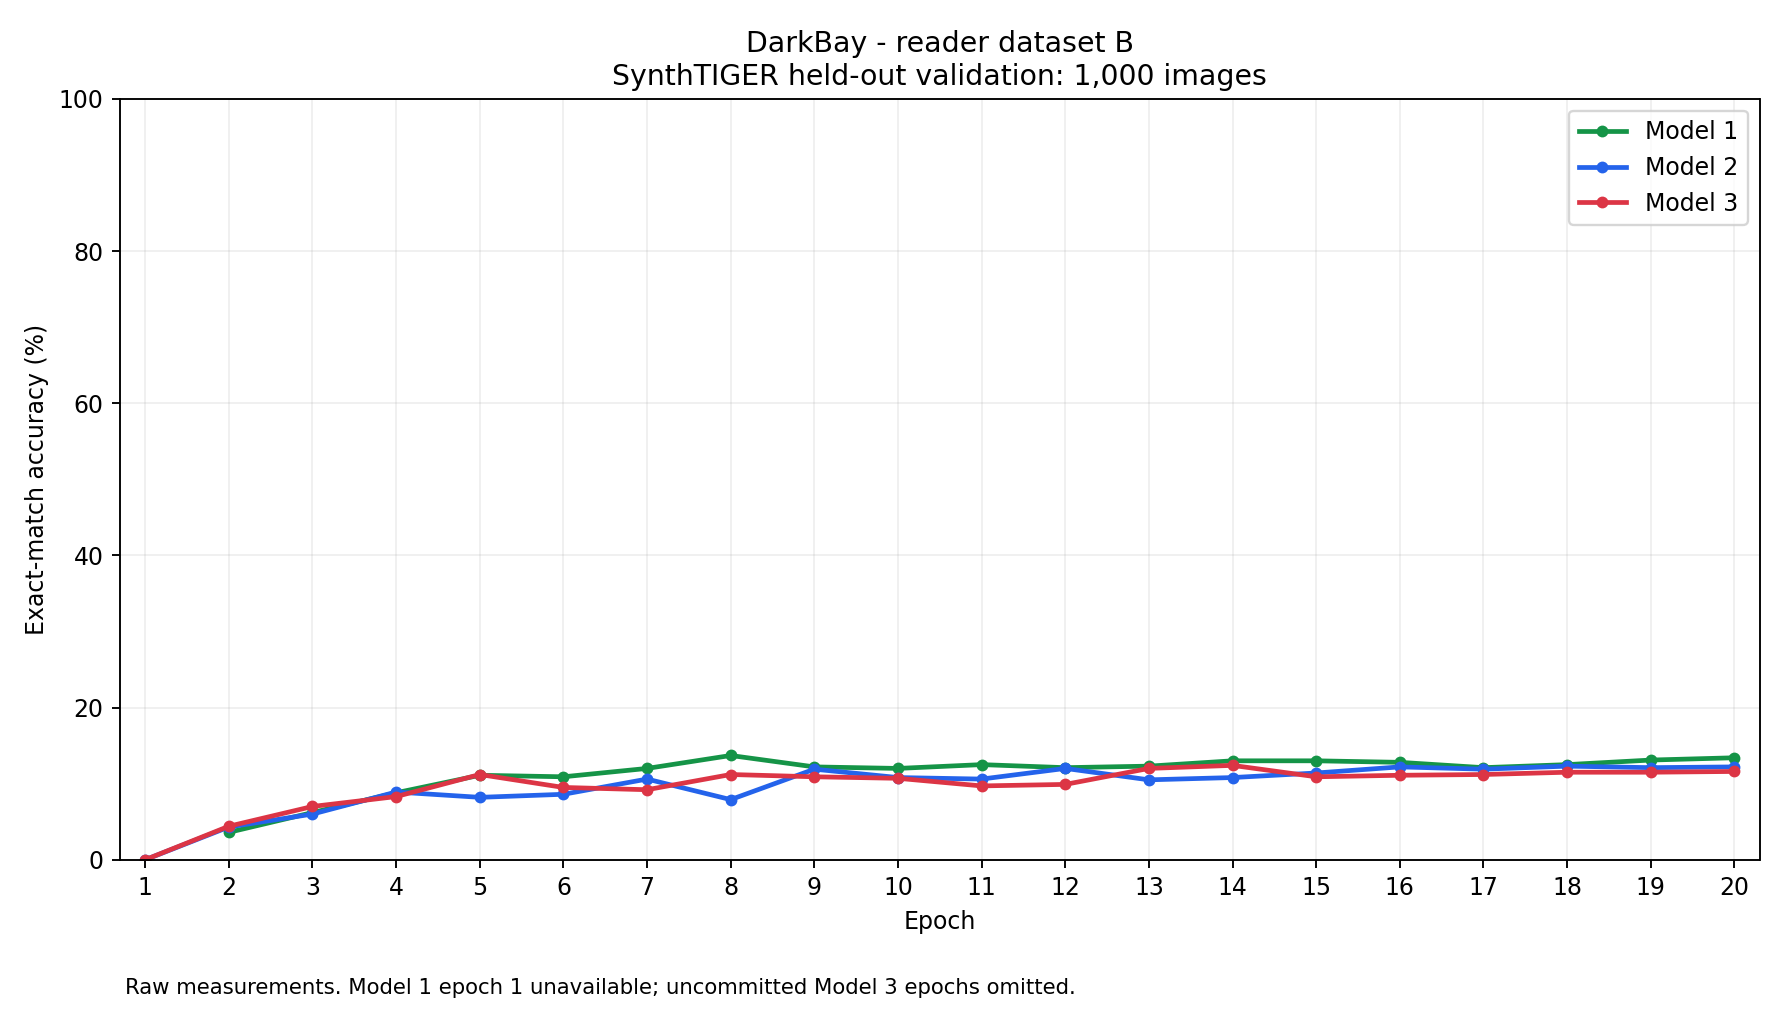 DarkBay - reader dataset B
SynthTIGER held-out validation: 1,000 images
Model 1
Model 2
Model 3
Exact-match accuracy (%)
100
80
60
40
20
0
1 2 3 4 5 6 7 8 9 10 11 12 13 14 15 16 17 18 19 20
Epoch
Raw measurements. Model 1 epoch 1 unavailable; uncommitted Model 3 epochs omitted.